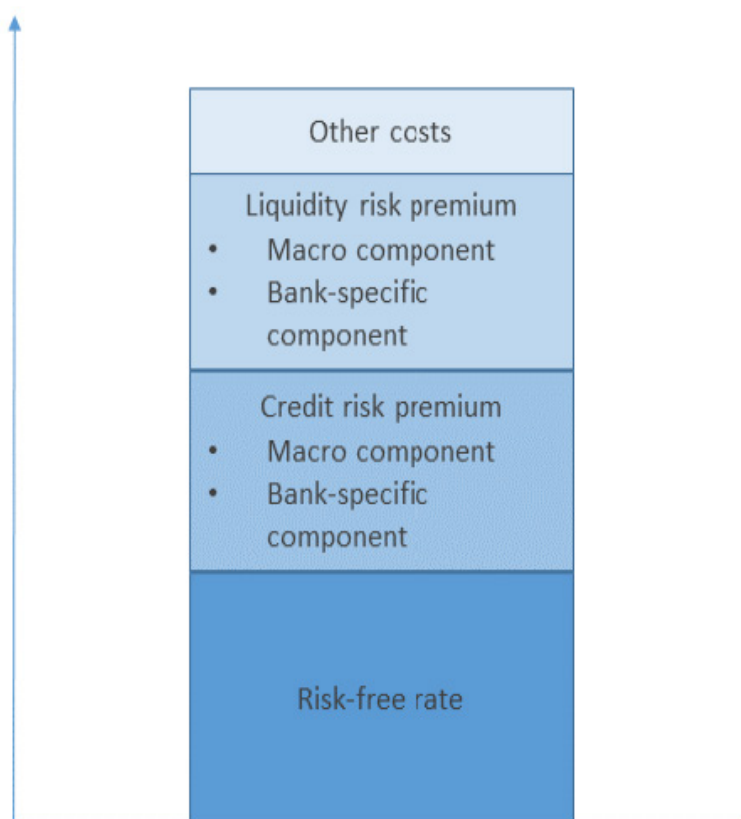 Other costs
Liquidity risk premium
• Macro component
• Bank-specific
component
Credit risk premium
• Macro component
• Bank-specific
component
Risk-free rate